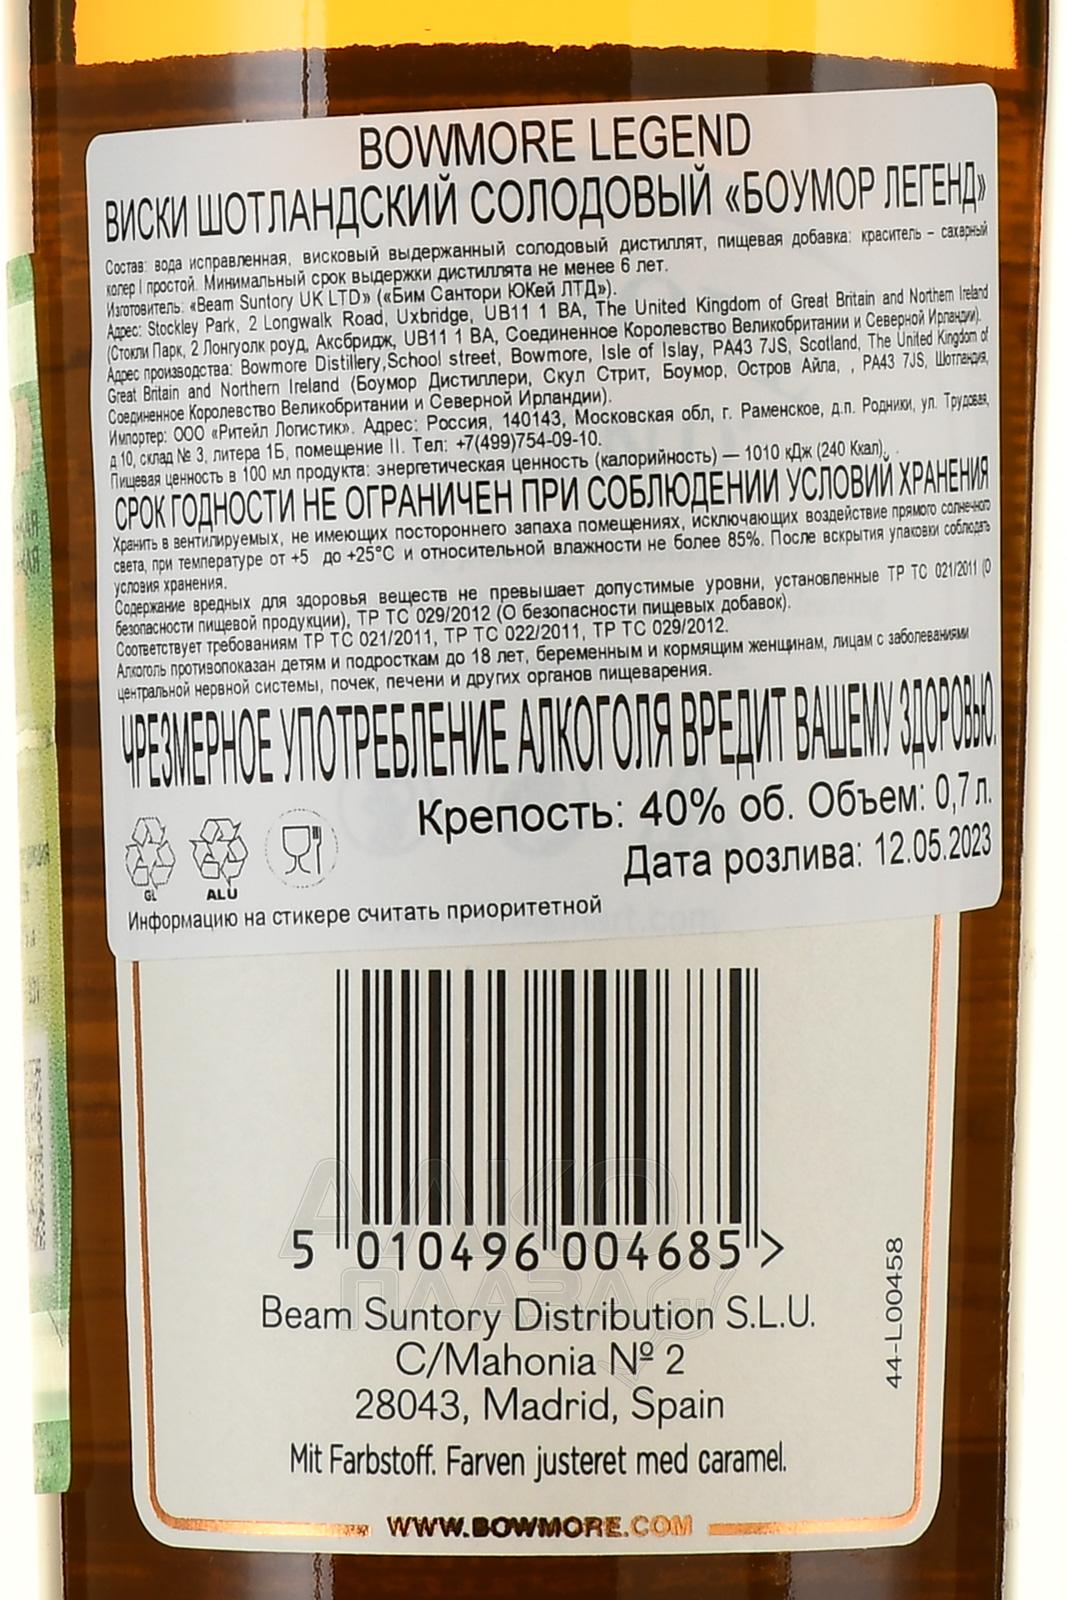 BOWMORE LEGEND
ВИСКИ ШОТЛАНДСКИЙ СОЛОДОВЫЙ «БОУМОР ЛЕГЕНД»
Состав: вода исправленная, висковый выдержанный солодовый дистиллят, пищевая добавка: краситель – сахарный
колер I простой. Минимальный срок выдержки дистиллята не менее 6 лет.
Изготовитель: «Beam Suntory UK LTD» («Бим Сантори ЮКей ЛТД»).
Адрес: Stockley Park, 2 Longwalk Road, Uxbridge, UB11 1 BA, The United Kingdom of Great Britain and Northern Ireland
(Стокли Парк, 2 Лонгуолк роуд, Аксбридж, UB11 1 BA, Соединенное Королевство Великобритании и Северной Ирландии).
Адрес производства: Bowmore Distillery,School street, Bowmore, Isle of Islay, PA43 7JS, Scotland, The United Kingdom of
Great Britain and Northern Ireland (Боумор Дистиллери, Скул Стрит, Боумор, Остров Айла, , PA43 7JS, Шотландия,
Соединенное Королевство Великобритании и Северной Ирландии).
Импортер: ООО «Ритейл Логистик». Адрес: Россия, 140143, Московская обл, г. Раменское, д.п. Родники, ул. Трудовая,
д 10, склад № 3, литера 1Б, помещение II. Тел: +7(499)754-09-10.
Пищевая ценность в 100 мл продукта: энергетическая ценность (калорийность) — 1010 кДж (240 Ккал).
СРОК ГОДНОСТИ НЕ ОГРАНИЧЕН ПРИ СОБЛЮДЕНИИ УСЛОВИЙ ХРАНЕНИЯ
Хранить в вентилируемых, не имеющих постороннего запаха помещениях, исключающих воздействие прямого солнечного
света, при температуре от +5 до +25°С и относительной влажности не более 85%. После вскрытия упаковки соблюдать
условия хранения.
Содержание вредных для здоровья веществ не превышает допустимые уровни, установленные ТР ТС 021/2011 (О
безопасности пищевой продукции), ТР ТС 029/2012 (О безопасности пищевых добавок).
Соответствует требованиям ТР ТС 021/2011, ТР ТС 022/2011, ТР ТС 029/2012.
Алкоголь противопоказан детям и подросткам до 18 лет, беременным и кормящим женщинам, лицам с заболеваниями
центральной нервной системы, почек, печени и других органов пищеварения.
ЧРЕЗМЕРНОЕ УПОТРЕБЛЕНИЕ АЛКОГОЛЯ ВРЕДИТ ВАШЕМУ ЗДОРОВЬЮ.
Крепость: 40% об. Объем: 0,7 л.
Дата розлива: 12.05.2023
GL ALU
Информацию на стикере считать приоритетной
5 010496 004685 >
44-L00458
АЛКО
ПЛАЗА
Beam Suntory Distribution S.L.U.
C/Mahonia Nº 2
28043, Madrid, Spain
Mit Farbstoff. Farven justeret med caramel.
WWW.BOWMORE.COM